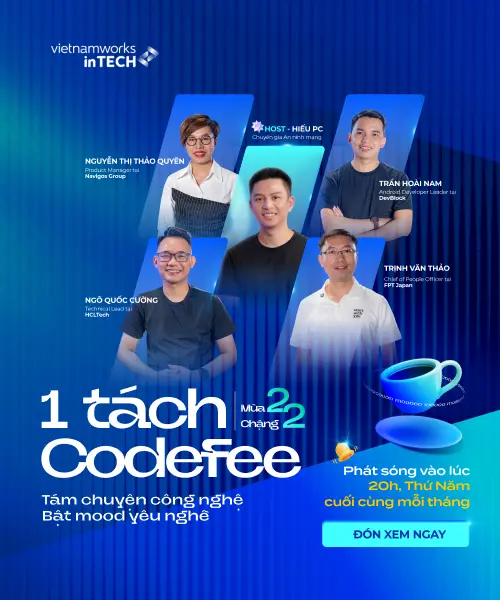 vietnamworks
inTECH
HOST - HIẾU PC
Chuyên gia An ninh mạng
NGUYỄN THỊ THẢO QUYÊN
Product Manager tại
Navigos Group
TRẦN HOÀI NAM
Android Developer Leader tại
DevBlock
NGÔ QUỐC CƯỜNG
Technical Lead tại
HCLTech
TRỊNH VĂN THẢO
Chief of People Officer tại
FPT Japan
1 tách
Codefee
Mùa 2
Chặng 2
Tám chuyện công nghệ
Bật mood yêu nghề
Phát sóng vào lúc
20h, Thứ Năm
cuối cùng mỗi tháng
ĐÓN XEM NGAY